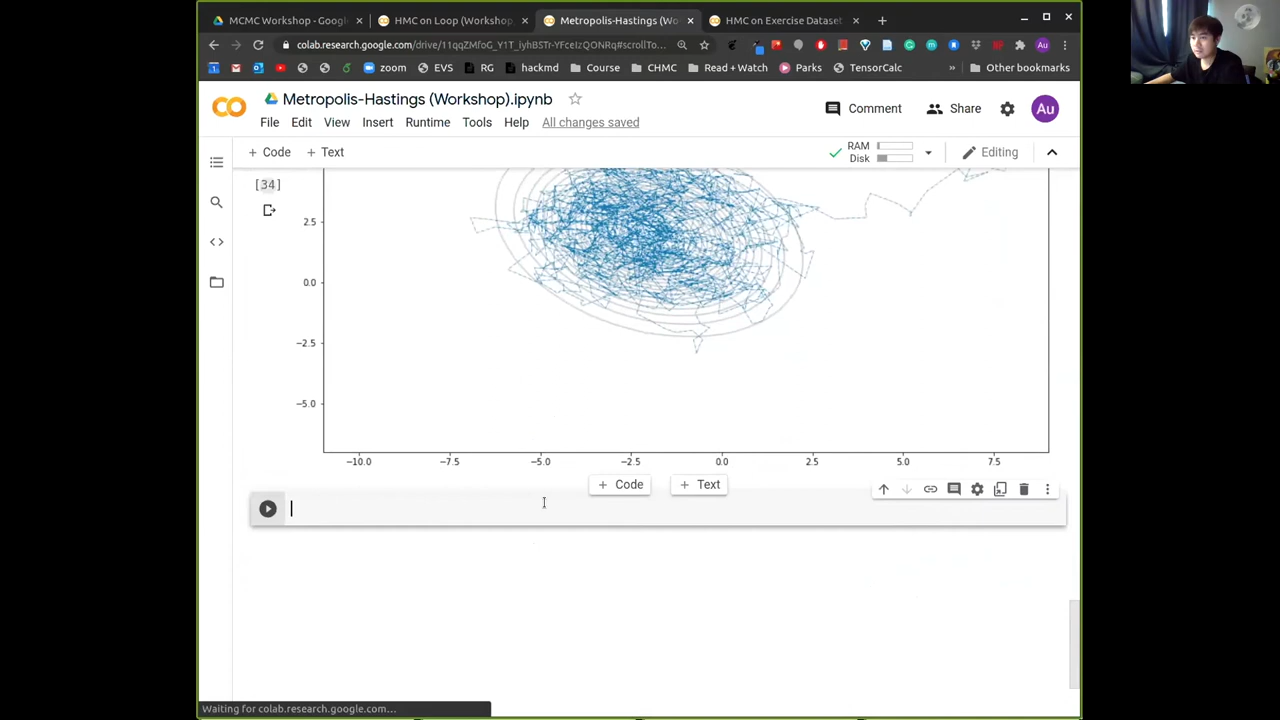 MCMC Workshop - Google
HMC on Loop (Workshop,
Metropolis-Hastings (Wo
HMC on Exercise Dataset
colab.research.google.com/drive/11qqZMfoG_Y1T_iyhBSTr-YFceIzQONRq#scrollTo...
zoom
EVS
RG
hackmd
Course
CHMC
Read + Watch
Parks
TensorCalc
»
Other bookmarks
Metropolis-Hastings (Workshop).ipynb
Comment
Share
Au
File Edit View Insert Runtime Tools Help All changes saved
+ Code + Text
RAM
Disk
Editing
[34]
2.5
0.0
−2.5
−5.0
−10.0 −7.5 −5.0 −2.5 0.0 2.5 5.0 7.5
+ Code + Text
Waiting for colab.research.google.com...